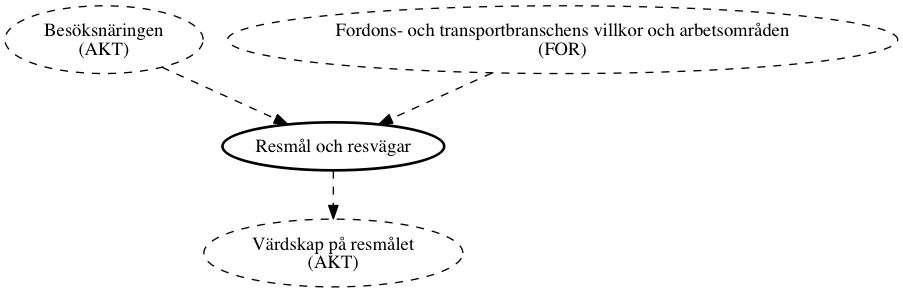 Besöksnäringen
(AKT)
Fordons- och transportbranschens villkor och arbetsområden
(FOR)
Resmål och resvägar
Värdskap på resmålet
(AKT)